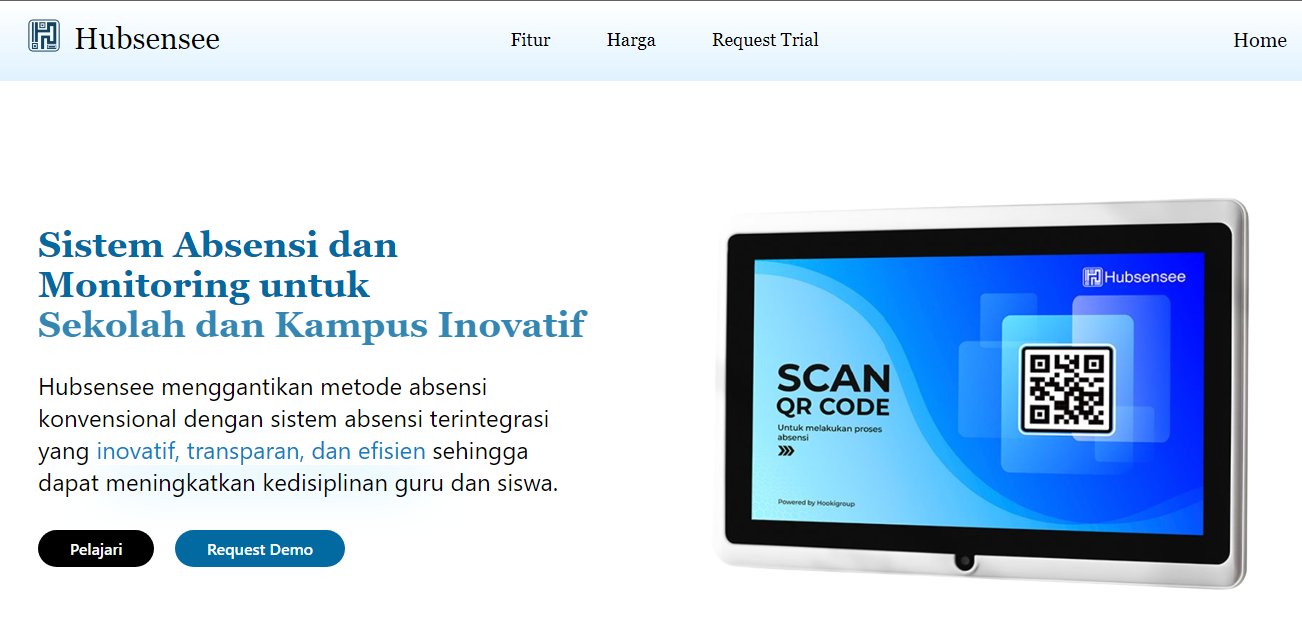 Hubsensee
Fitur
Harga
Request Trial
Home
Sistem Absensi dan
Monitoring untuk
Sekolah dan Kampus Inovatif
Hubsensee menggantikan metode absensi
konvensional dengan sistem absensi terintegrasi
yang inovatif, transparan, dan efisien sehingga
dapat meningkatkan kedisiplinan guru dan siswa.
Pelajari
Request Demo
Hubsensee
SCAN
QR CODE
Untuk melakukan proses
absensi
Powered by Hookigroup